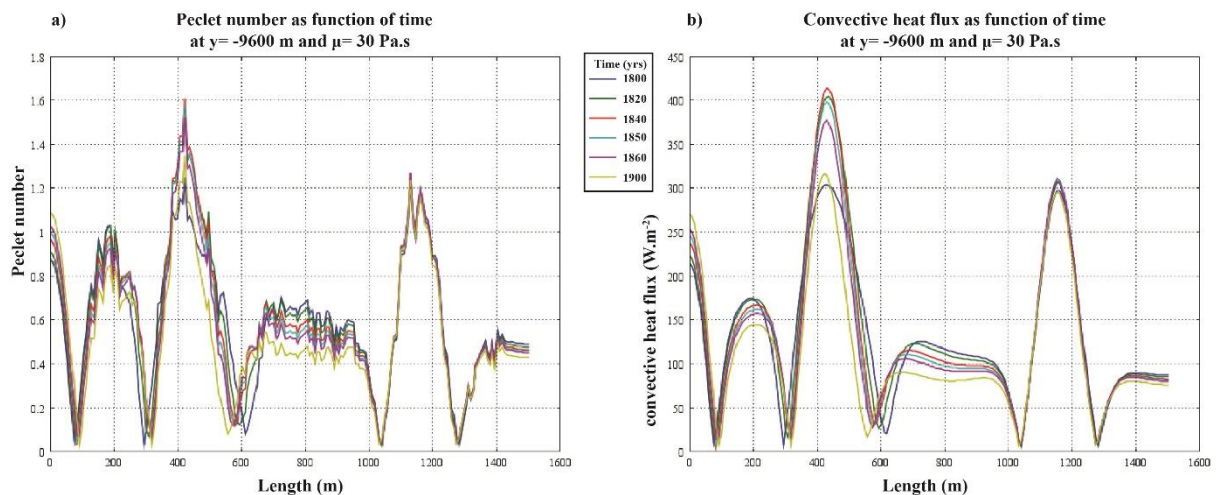 a)
Peclet number as function of time
at y= -9600 m and μ= 30 Pa.s
1.8
1.6
1.4
1.2
1
0.8
0.6
0.4
0.2
0
0 200 400 600 800 1000 1200 1400 1600
Peclet number
Length (m)
Time (yrs)
1800
1820
1840
1850
1860
1900
b)
Convective heat flux as function of time
at y= -9600 m and μ= 30 Pa.s
450
400
350
300
250
200
150
100
50
0
0 200 400 600 800 1000 1200 1400 1600
convective heat flux (W.m⁻²)
Length (m)